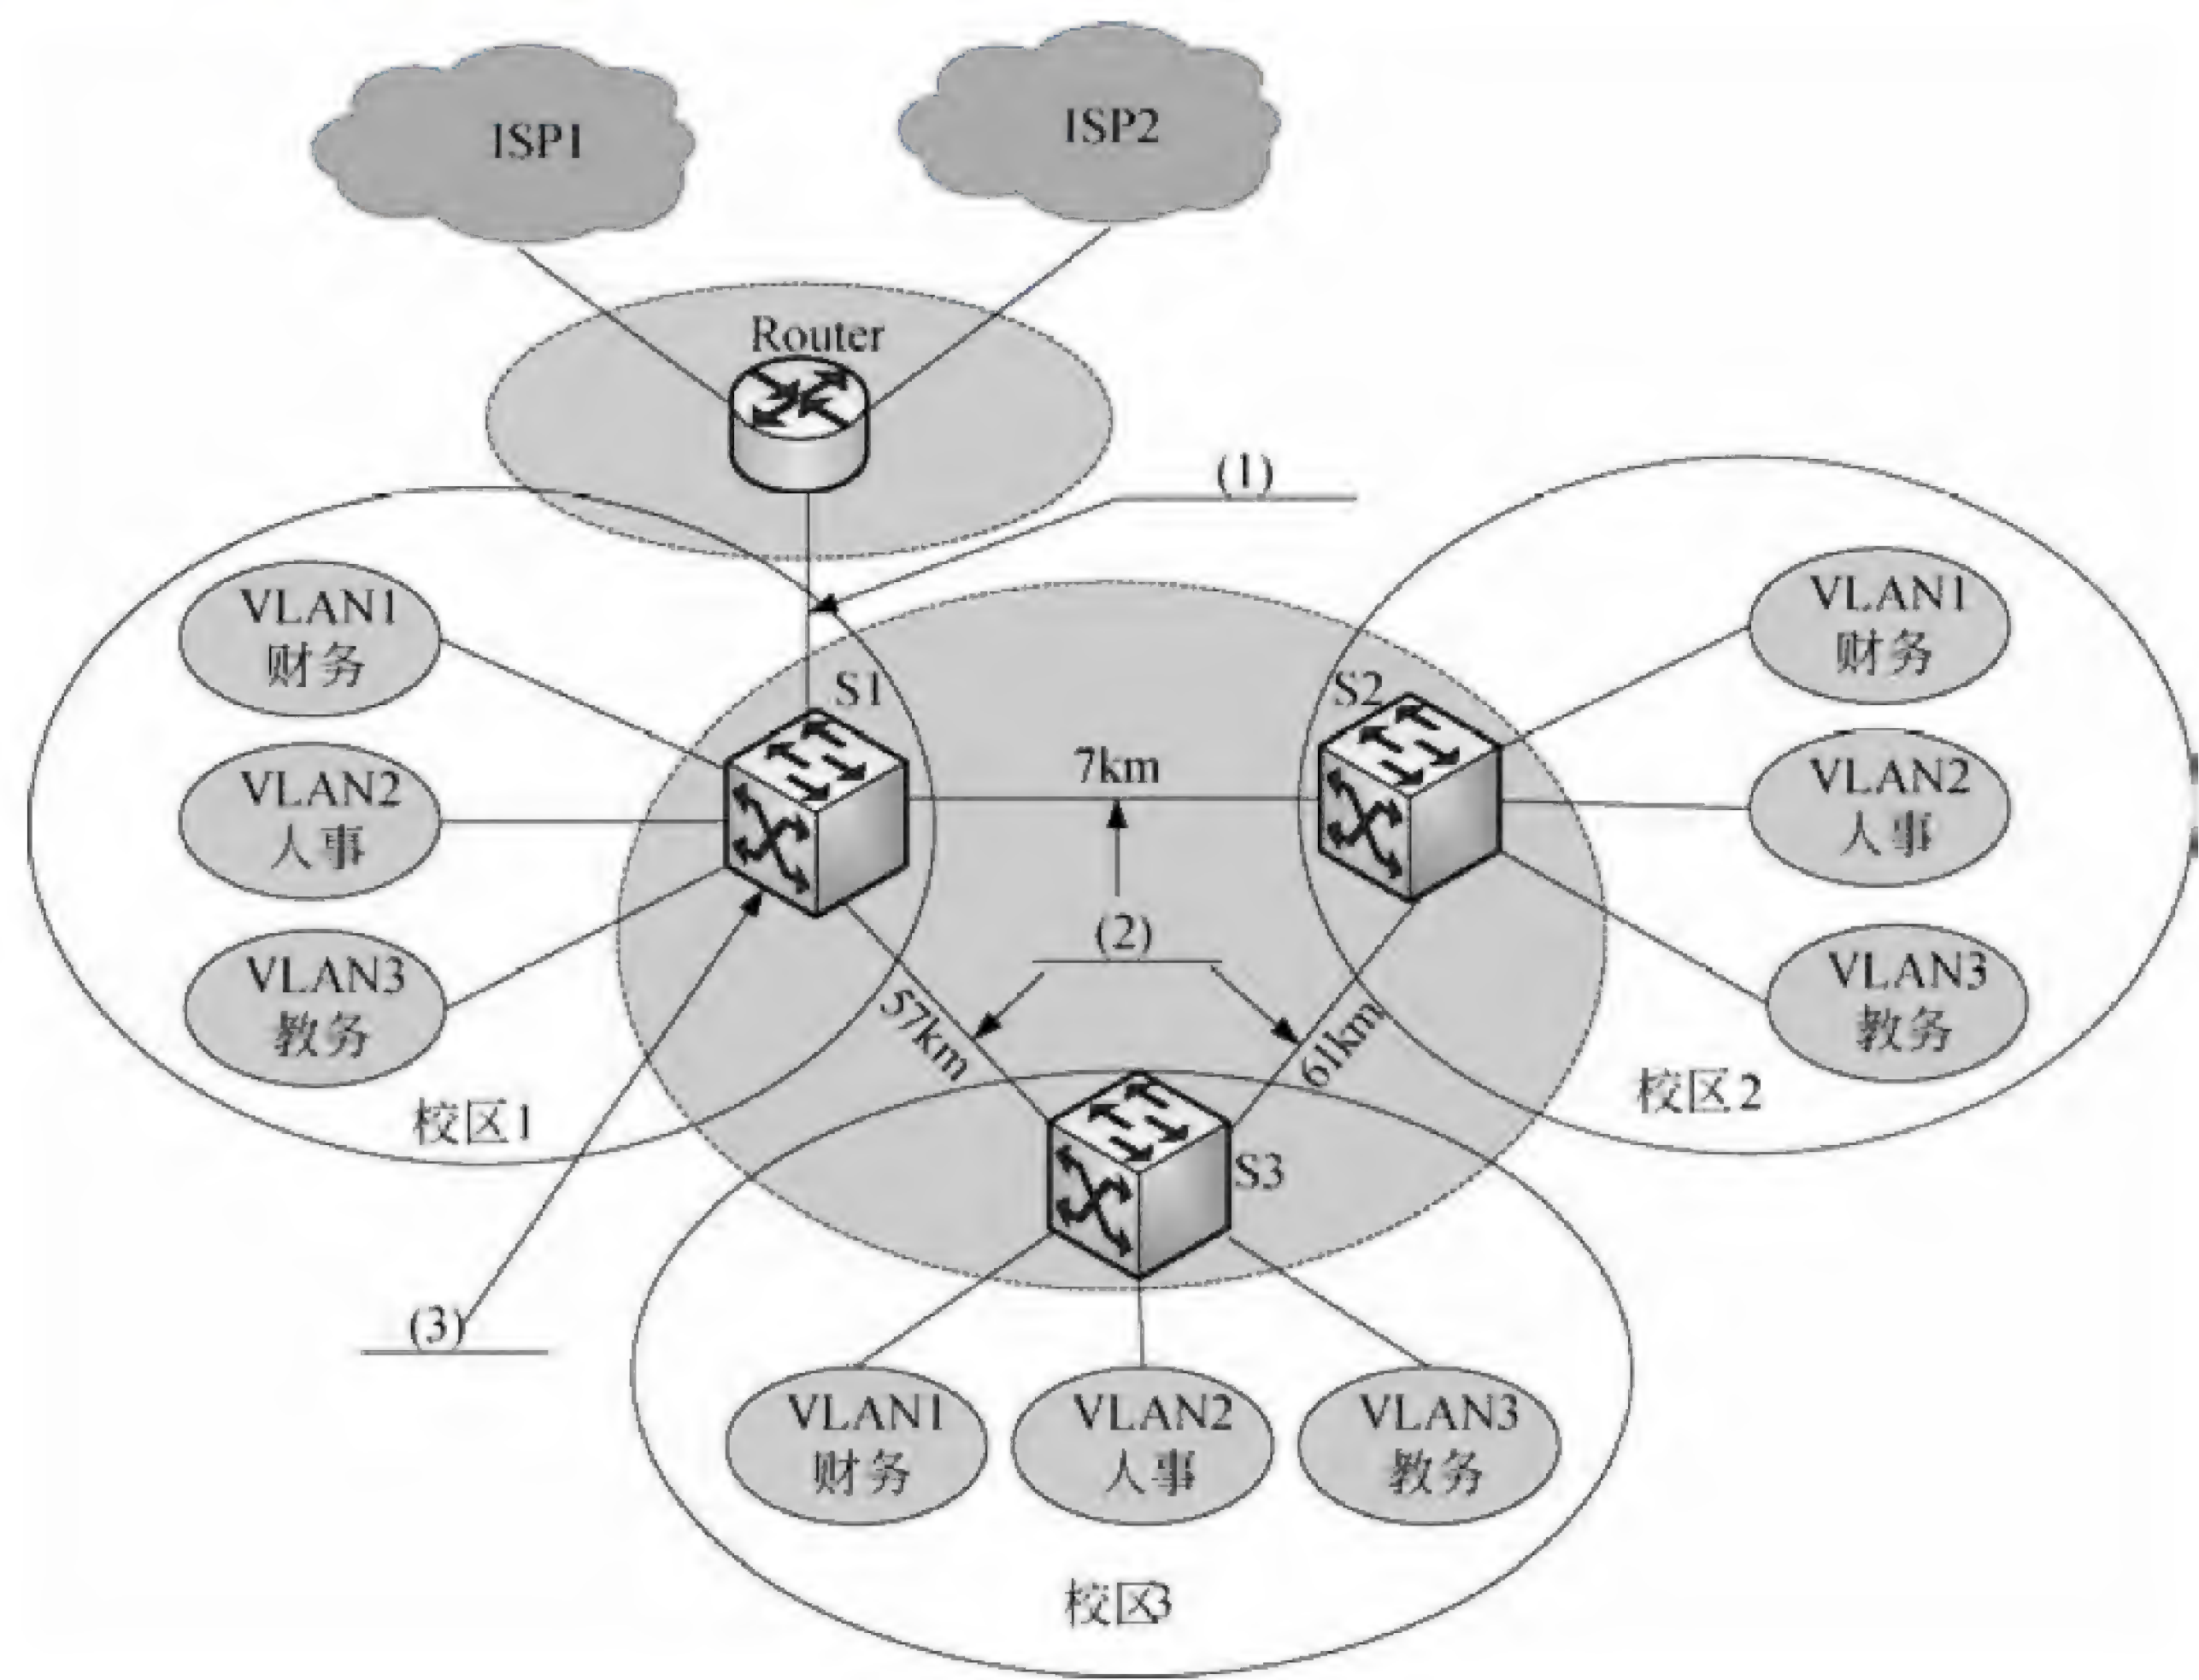 ISP1
ISP2
Router
(1)
VLAN1
财务
VLAN1
财务
S1
S2
7km
VLAN2
人事
VLAN2
人事
(2)
VLAN3
教务
VLAN3
教务
57km
61km
校区1
校区2
S3
(3)
VLAN1
财务
VLAN2
人事
VLAN3
教务
校区3